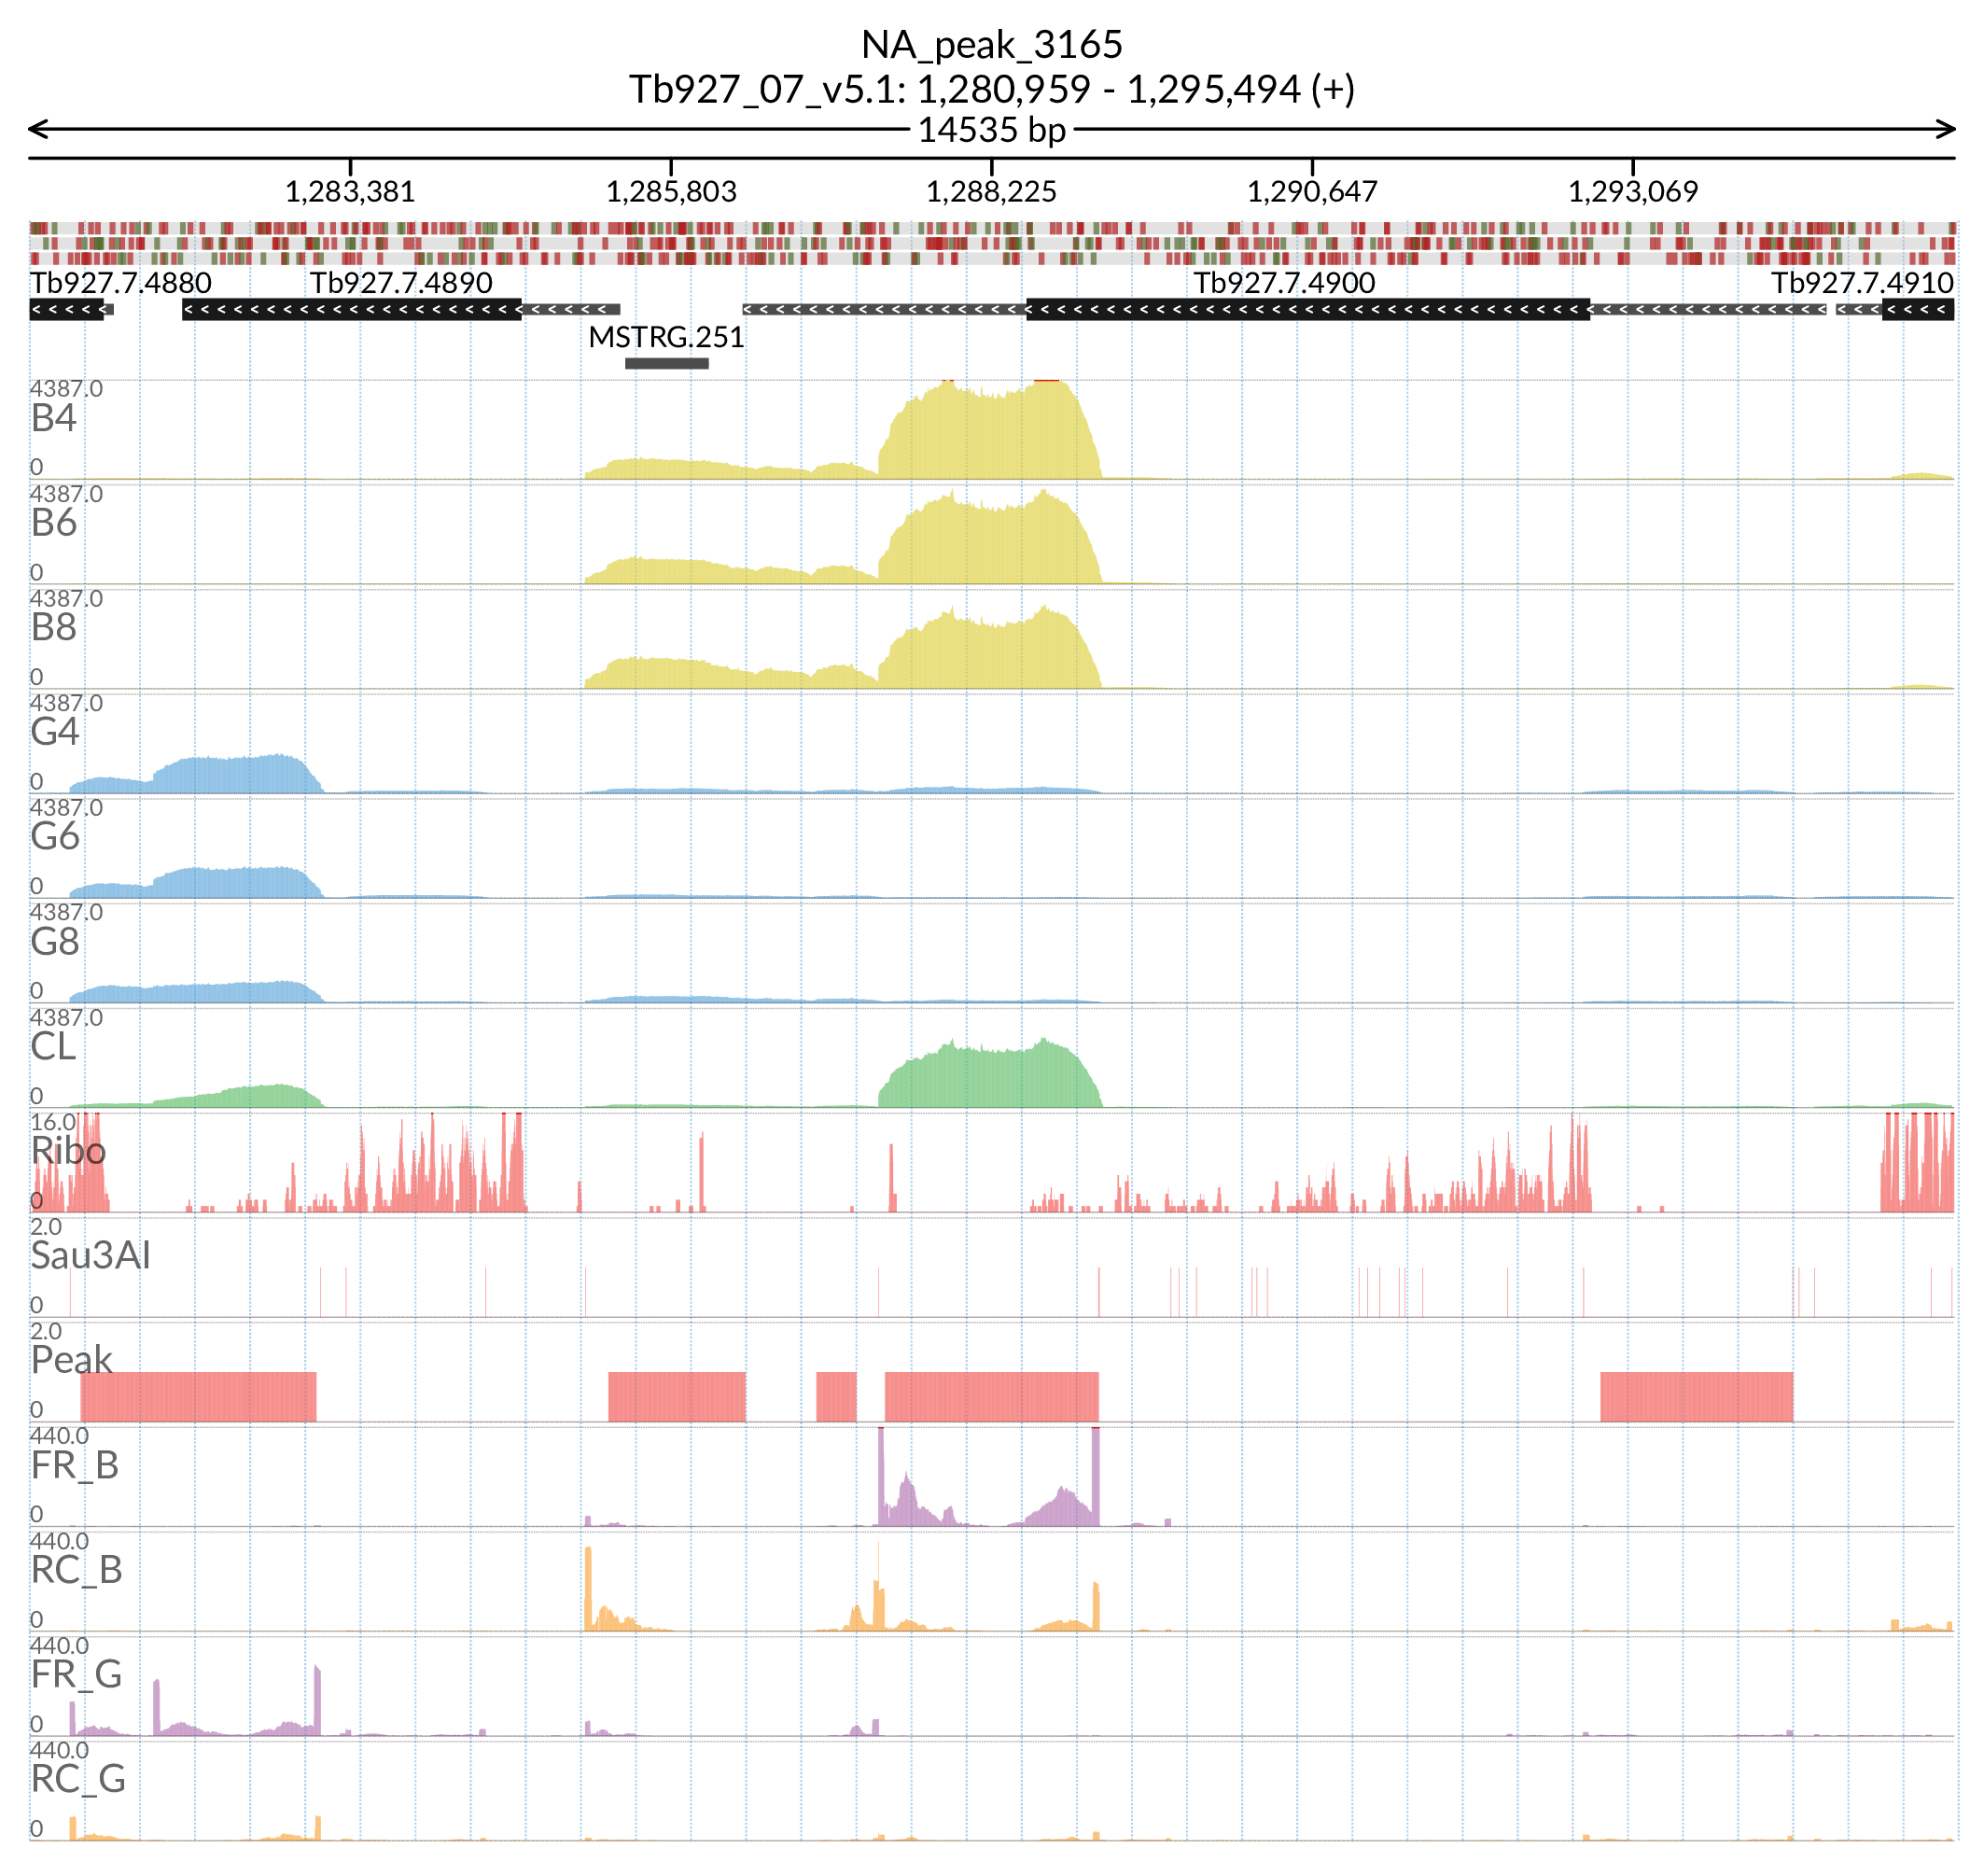 NA_peak_3165
Tb927_07_v5.1: 1,280,959 - 1,295,494 (+)
14535 bp
1,283,381 1,285,803 1,288,225 1,290,647 1,293,069
Tb927.7.4880 Tb927.7.4890 Tb927.7.4900 Tb927.7.4910
MSTRG.251
4387.0
B4
0
4387.0
B6
0
4387.0
B8
0
4387.0
G4
0
4387.0
G6
0
4387.0
G8
0
4387.0
CL
0
16.0
Ribo
0
2.0
Sau3AI
0
2.0
Peak
0
440.0
FR_B
0
440.0
RC_B
0
440.0
FR_G
0
440.0
RC_G
0